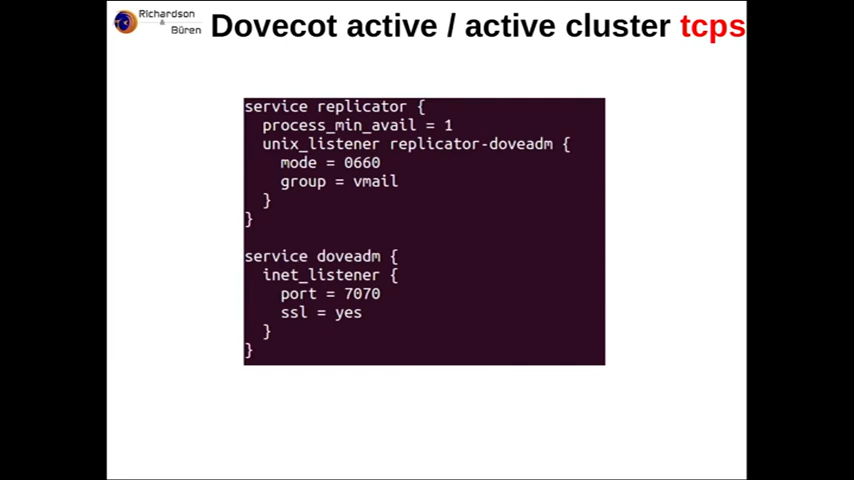 Richardson
&
Büren
Dovecot active / active cluster tcps
service replicator {
  process_min_avail = 1
  unix_listener replicator-doveadm {
    mode = 0660
    group = vmail
  }
}
service doveadm {
  inet_listener {
    port = 7070
    ssl = yes
  }
}